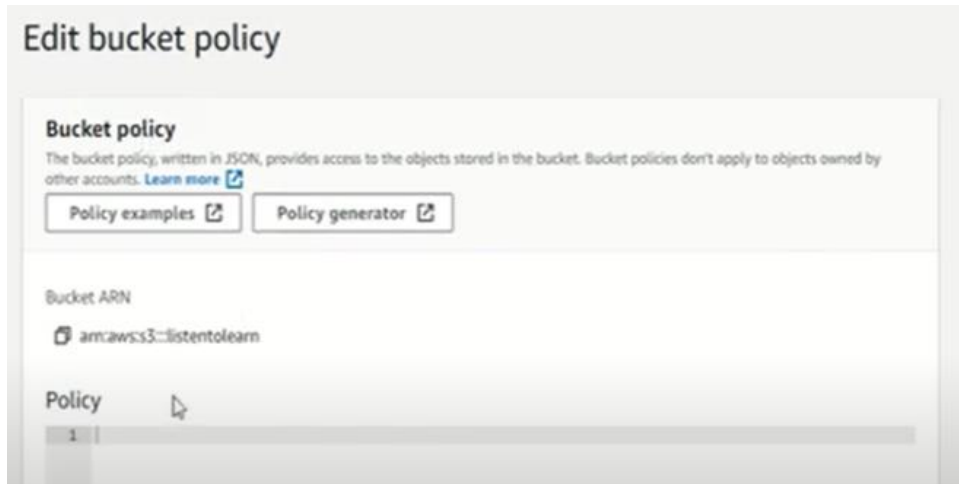 Edit bucket policy
Bucket policy
The bucket policy, written in JSON, provides access to the objects stored in the bucket. Bucket policies don't apply to objects owned by
other accounts. Learn more
Policy examples Policy generator
Bucket ARN
arn:aws:s3:::listentolearn
Policy
1